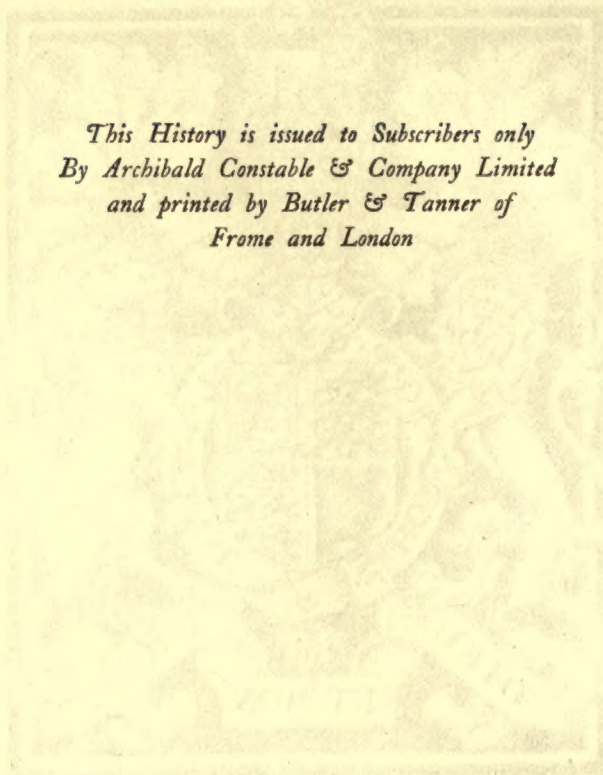 This History is issued to Subscribers only
By Archibald Constable & Company Limited
and printed by Butler & Tanner of
Frome and London